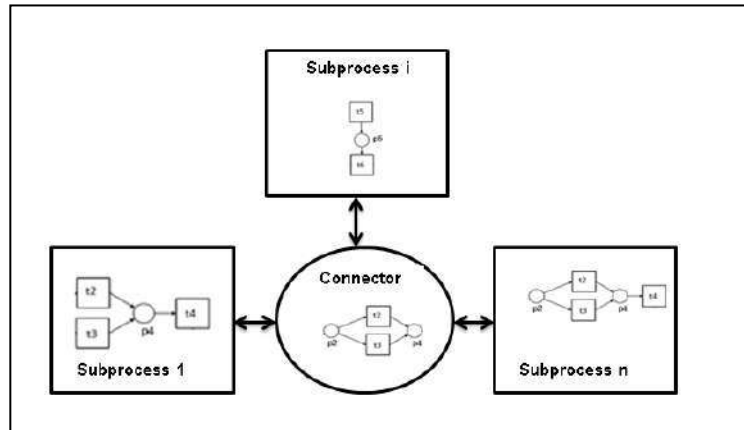 Subprocess i
t5
p5
t6
t2
t3
p4
t4
Subprocess 1
Connector
p2
t2
t3
p4
p2
t2
t3
p4
t4
Subprocess n